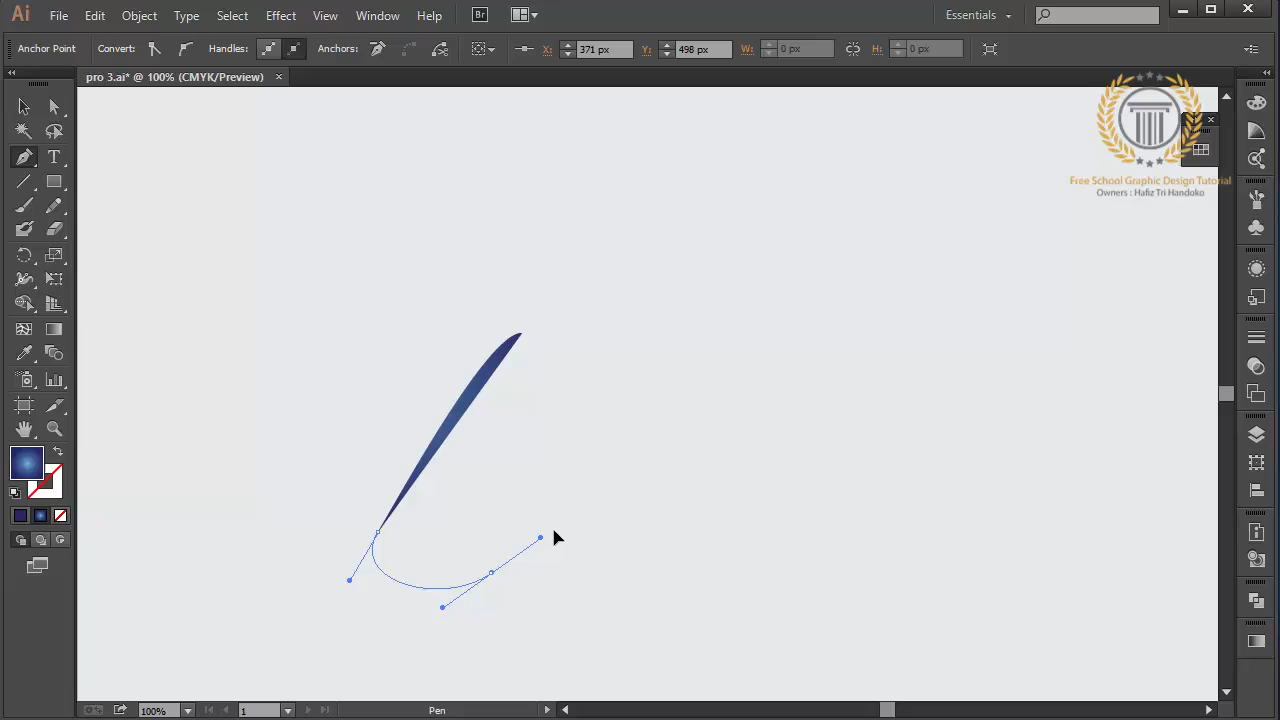 Ai File Edit Object Type Select Effect View Window Help Br Essentials
Anchor Point Convert: Handles: Anchors: X: 371 px Y: 498 px W: 0 px H: 0 px
pro 3.ai* @ 100% (CMYK/Preview)
Free School Graphic Design Tutorial
Owners : Hafiz Tri Handoko
T
100% 1 Pen